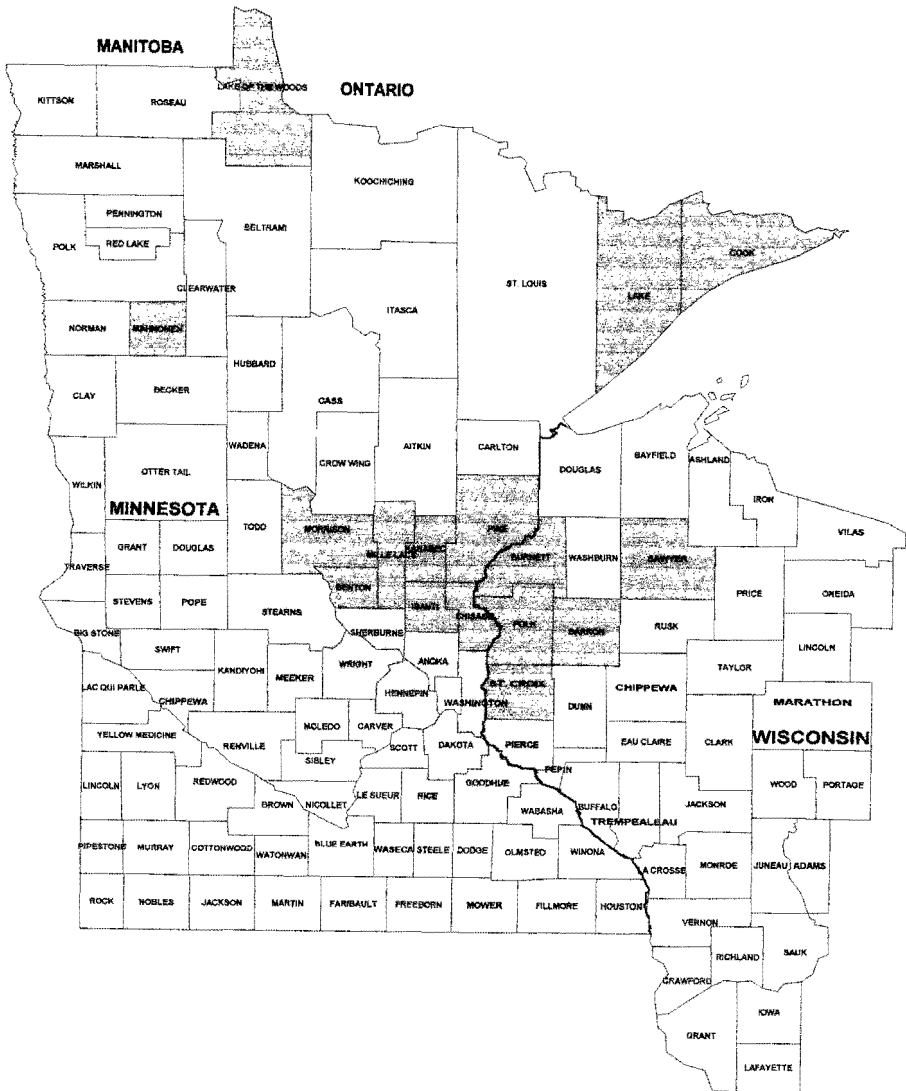 MANITOBA
ONTARIO
KITTSON
ROSEAU
LAKE OF THE WOODS
MARSHALL
KOOCHICHING
PENNINGTON
BELTRAMI
POLK
RED LAKE
COOK
CLEARWATER
ST. LOUIS
LAKE
ITASCA
NORMAN
MAHNOMEN
HUBBARD
CLAY
BECKER
CASS
AITKIN
CARLTON
WADENA
CROW WING
DOUGLAS
BAYFIELD
ASHLAND
OTTER TAIL
WILKIN
IRON
MINNESOTA
VILAS
MORRISON
TODD
PINE
GRANT
DOUGLAS
MILLE LACS
KANABEC
BURNETT
WASHBURN
SAWYER
TRAVERSE
BENTON
PRICE
ONEIDA
STEVENS
POPE
STEARNS
ISANTI
CHISAGO
POLK
BARRON
RUSK
BIG STONE
SHERBURNE
LINCOLN
SWIFT
ANOKA
WRIGHT
TAYLOR
KANDIYOHI
MEEKER
LAC QUI PARLE
HENNEPIN
ST. CROIX
CHIPPEWA
CHIPPEWA
WASHINGTON
DUNN
MARATHON
MCLEOD
CARVER
YELLOW MEDICINE
SCOTT
DAKOTA
PIERCE
EAU CLAIRE
CLARK
WISCONSIN
RENVILLE
SIBLEY
PEPIN
LINCOLN
LYON
REDWOOD
GOODHUE
WOOD
PORTAGE
LE SUEUR
RICE
BROWN
NICOLLET
BUFFALO
JACKSON
WABASHA
TREMPEALEAU
PIPESTONE
MURRAY
COTTONWOOD
WATONWAN
BLUE EARTH
WASECA
STEELE
DODGE
OLMSTED
WINONA
LA CROSSE
MONROE
JUNEAU
ADAMS
ROCK
NOBLES
JACKSON
MARTIN
FARIBAULT
FREEBORN
MOWER
FILLMORE
HOUSTON
VERNON
RICHLAND
SAUK
CRAWFORD
IOWA
GRANT
LAFAYETTE